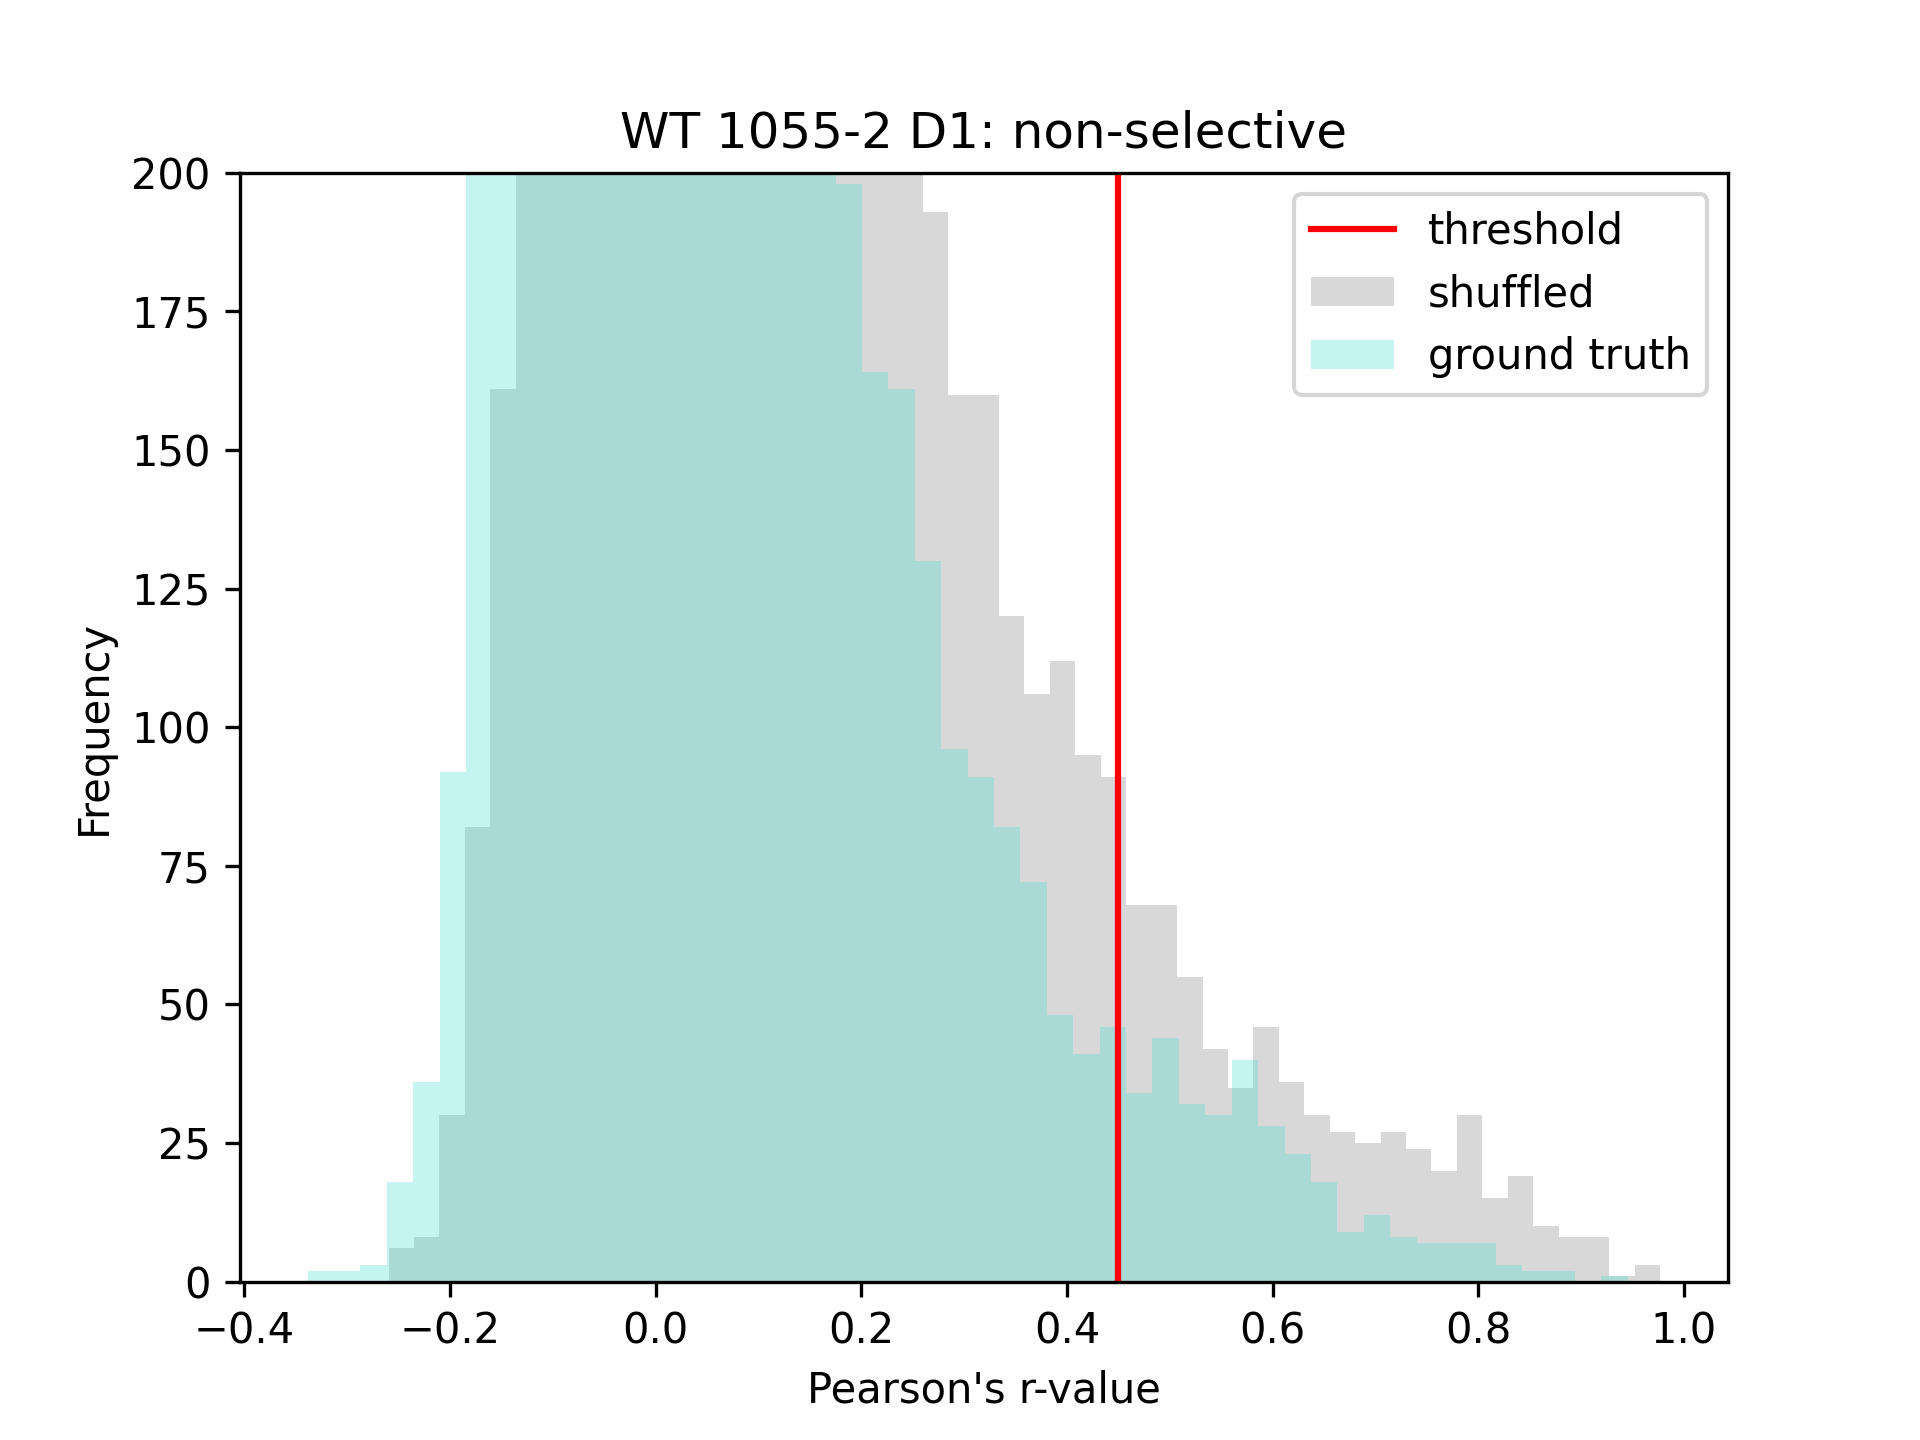 WT 1055-2 D1: non-selective
threshold
shuffled
ground truth
200
175
150
125
100
75
50
25
0
Frequency
−0.4 −0.2 0.0 0.2 0.4 0.6 0.8 1.0
Pearson's r-value